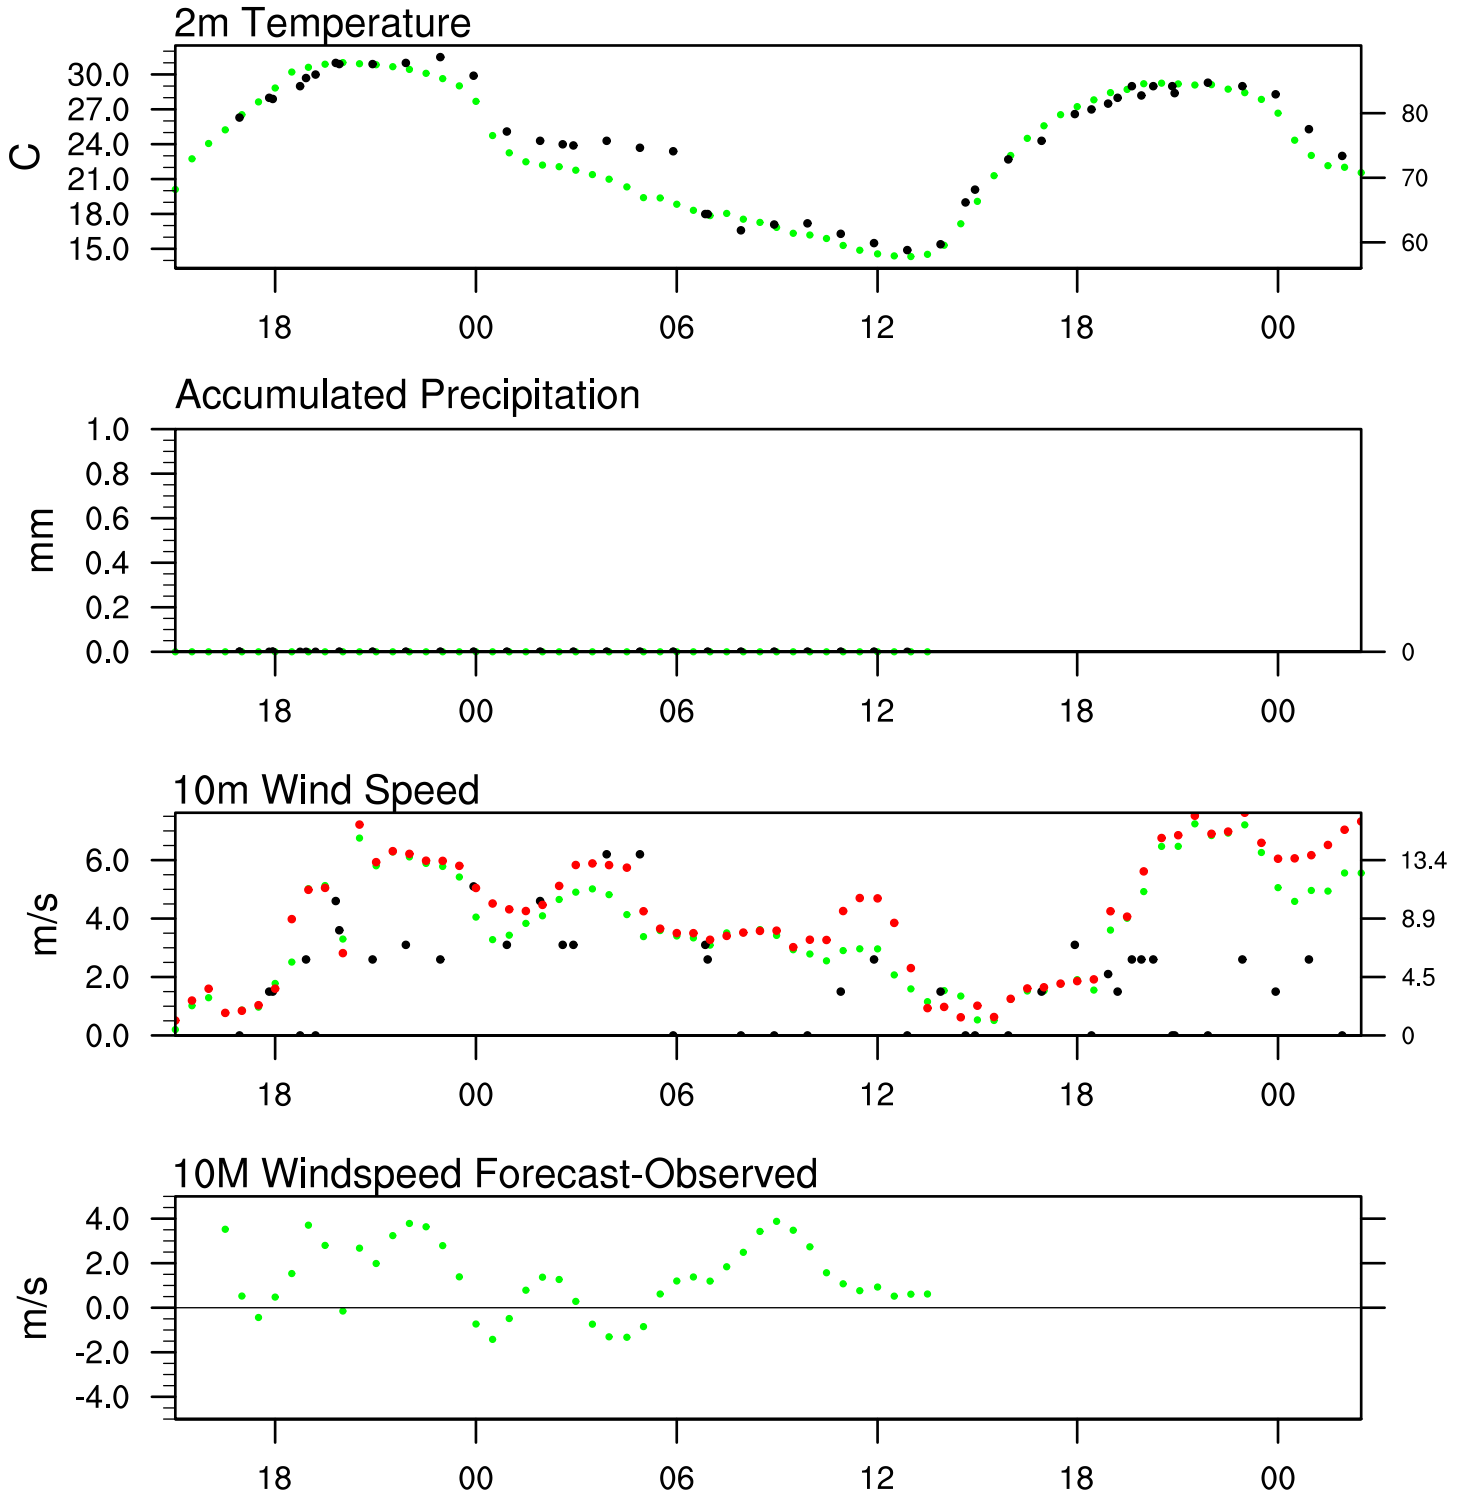 2m Temperature
30.0
27.0
24.0
21.0
18.0
15.0
C
80
70
60
18 00 06 12 18 00
Accumulated Precipitation
1.0
0.8
0.6
0.4
0.2
0.0
mm
0
18 00 06 12 18 00
10m Wind Speed
6.0
4.0
2.0
0.0
m/s
13.4
8.9
4.5
0
18 00 06 12 18 00
10M Windspeed Forecast-Observed
4.0
2.0
0.0
-2.0
-4.0
m/s
18 00 06 12 18 00